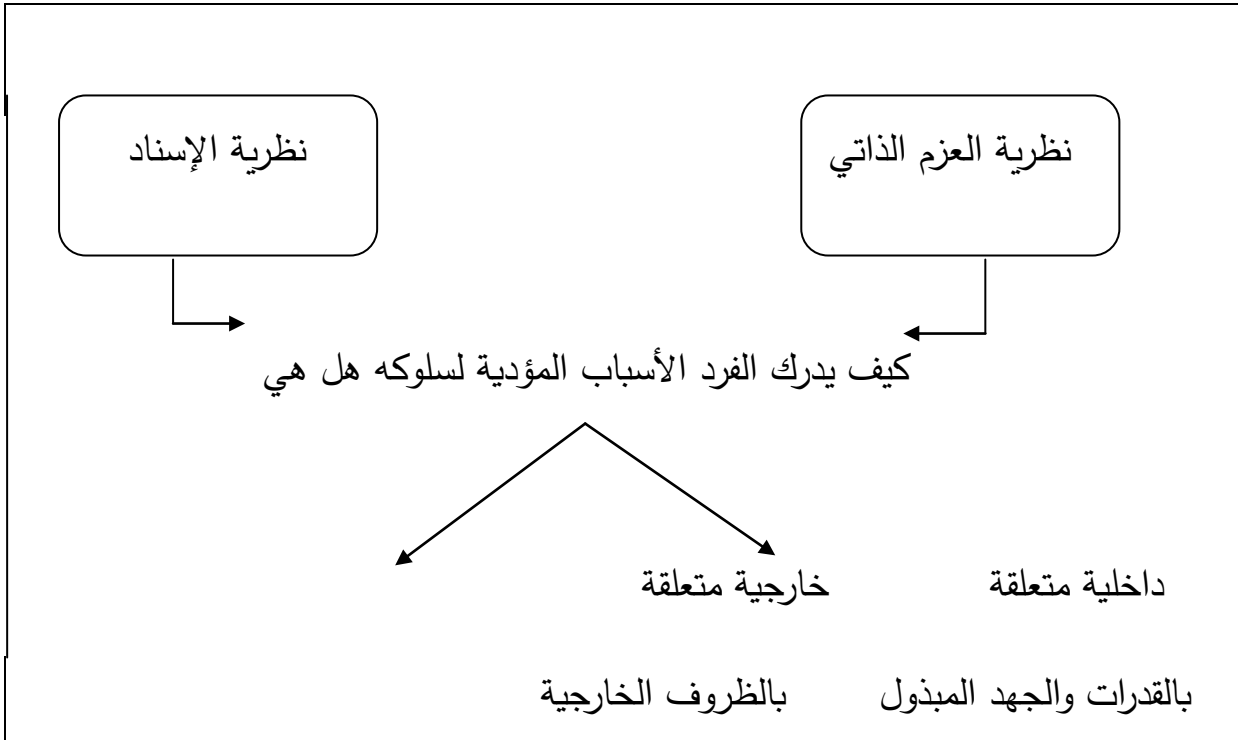 نظرية العزم الذاتي
نظرية الإسناد
كيف يدرك الفرد الأسباب المؤدية لسلوكه هل هي
داخلية متعلقة خارجية متعلقة
بالقدرات والجهد المبذول بالظروف الخارجية